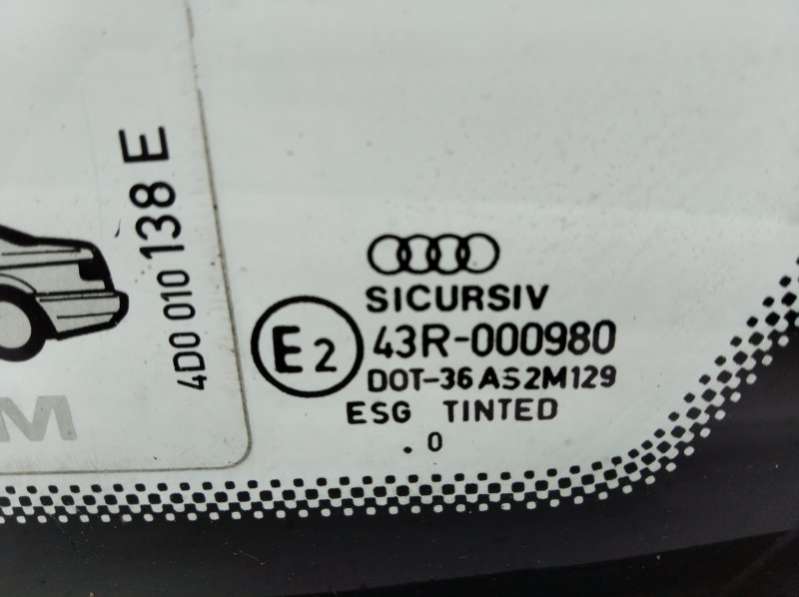 4D0 010 138 E
M
SICURSIV
E2
43R-000980
DOT-36 AS2M129
ESG TINTED
. 0